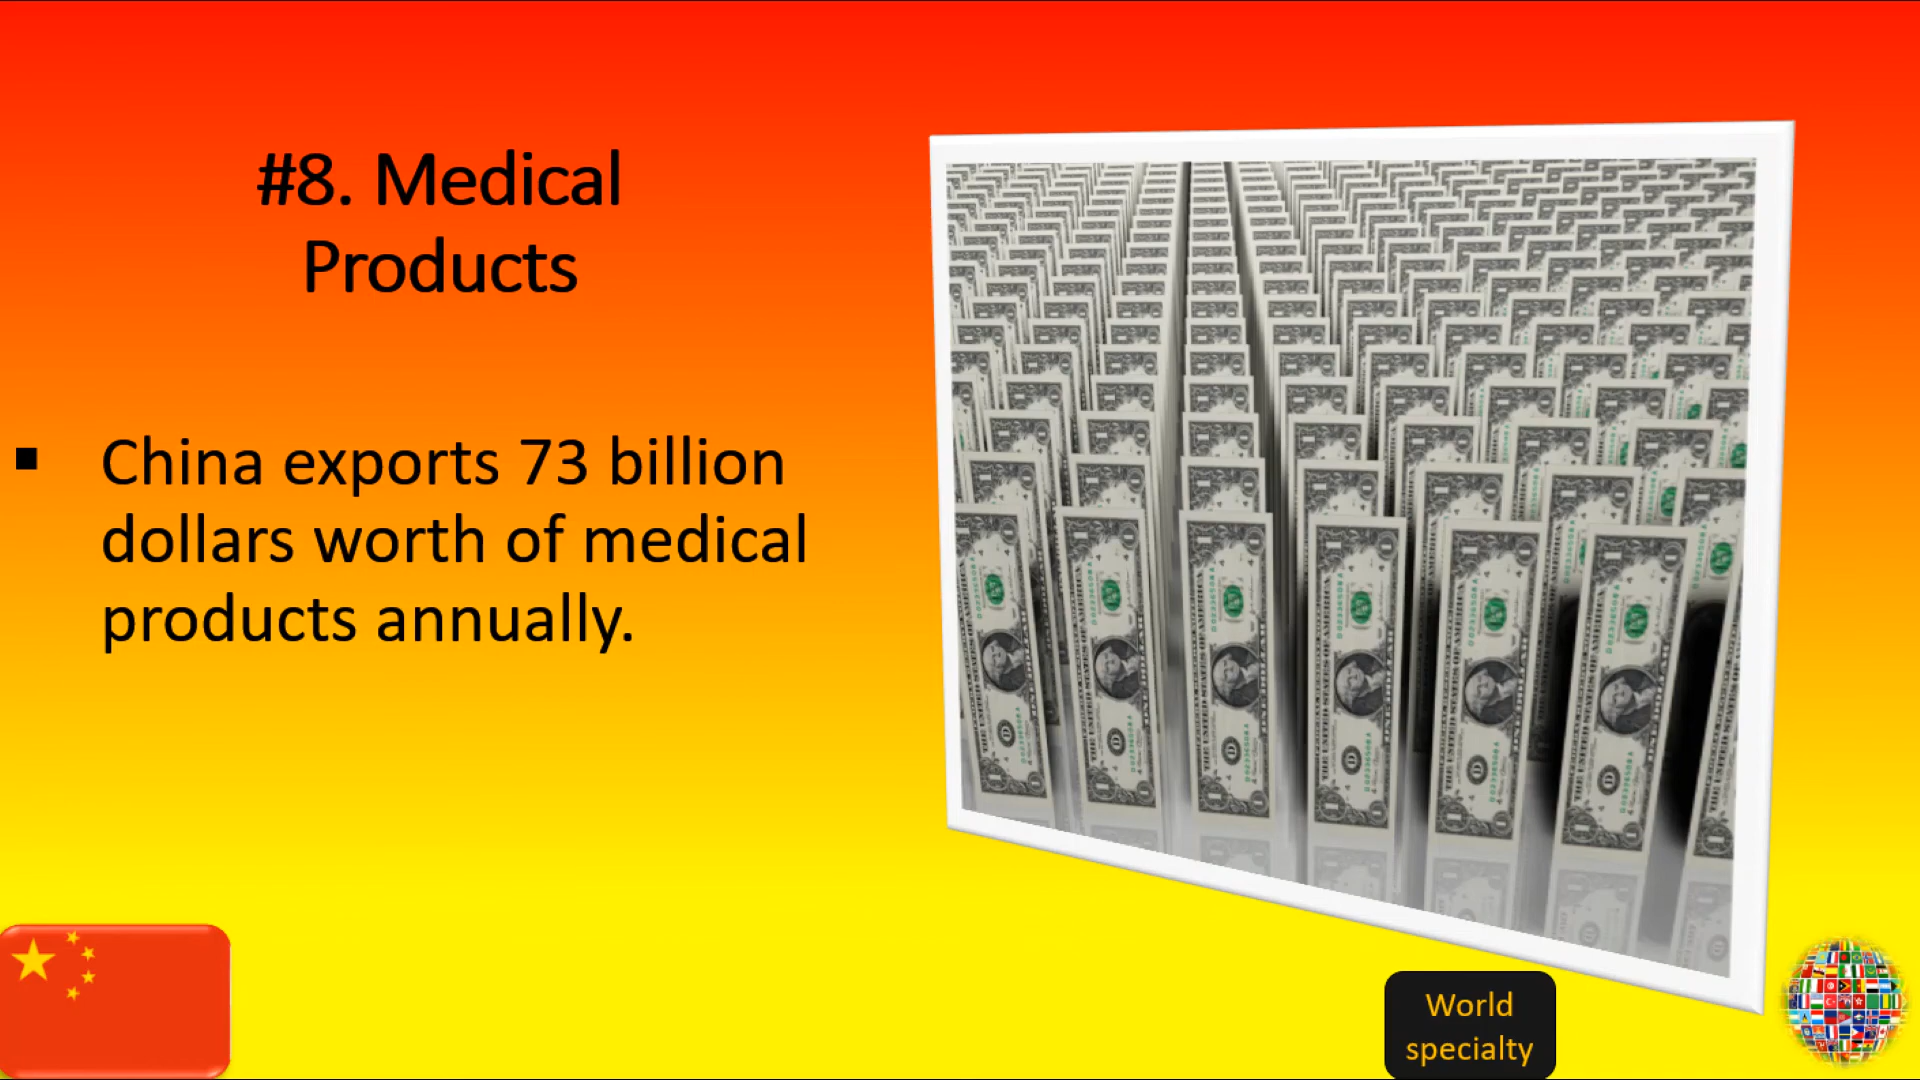 #8. Medical
Products
▪ China exports 73 billion
dollars worth of medical
products annually.
World
specialty